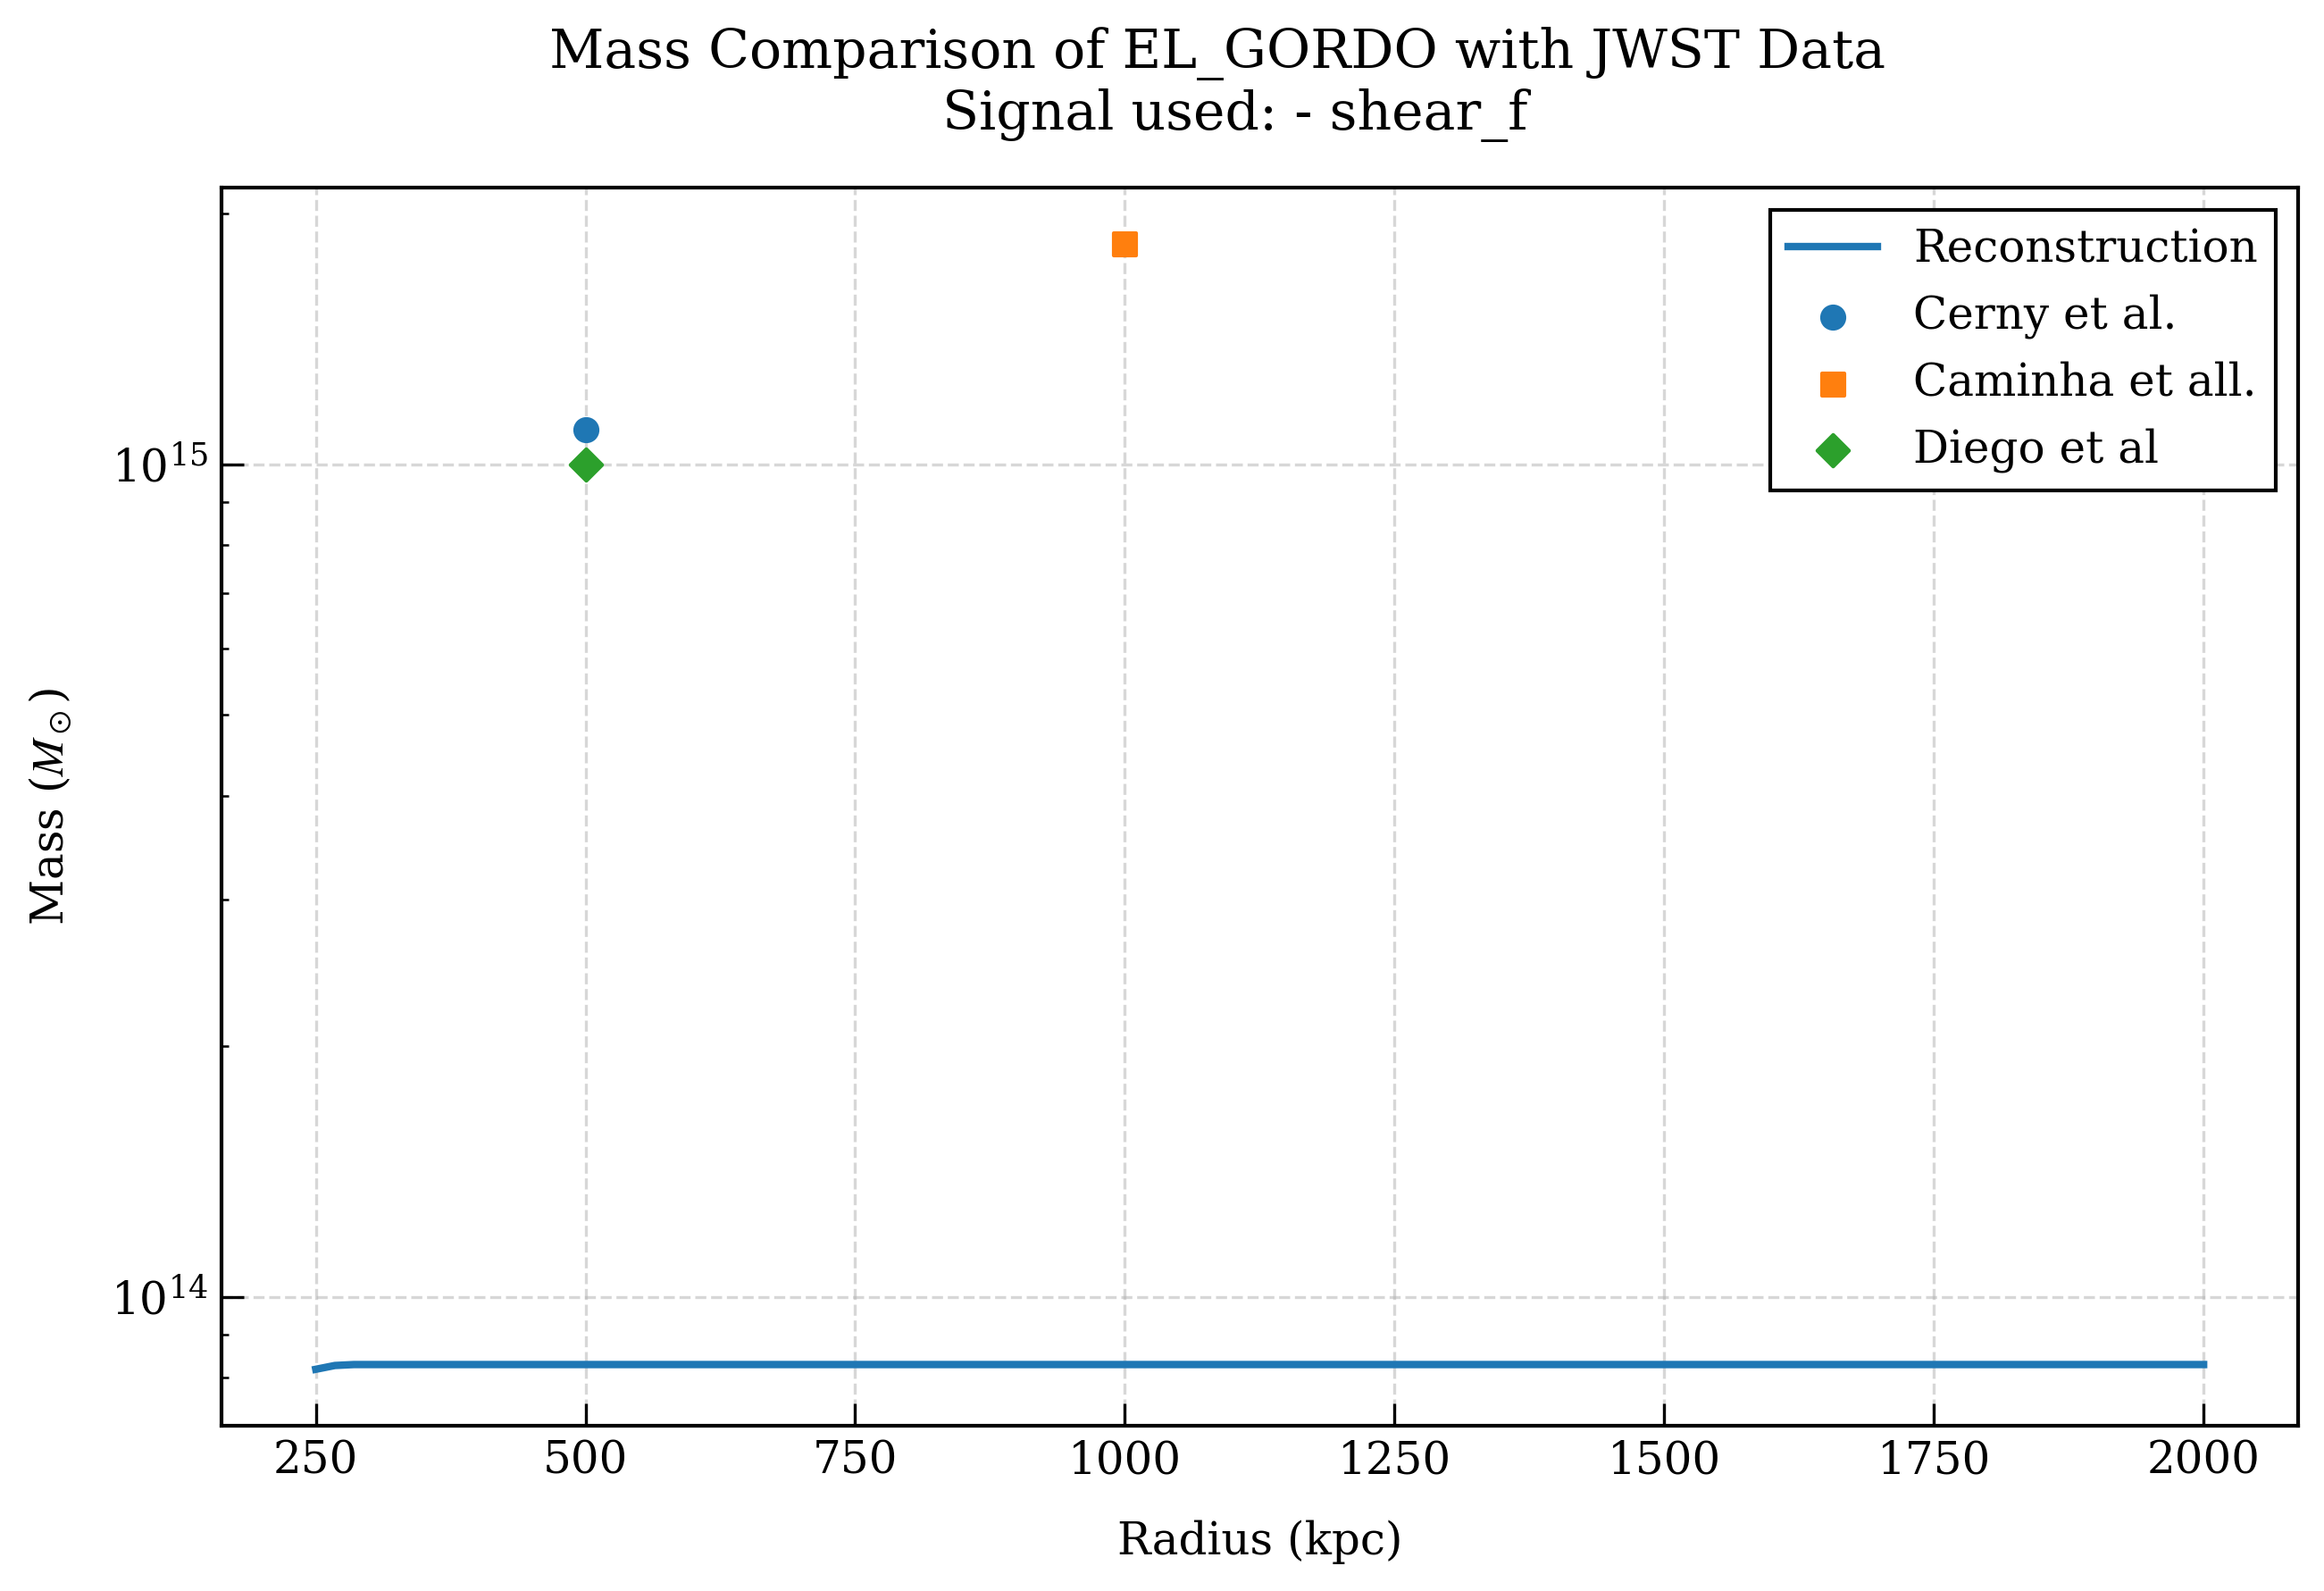 Mass Comparison of EL_GORDO with JWST Data
Signal used: - shear_f
Reconstruction
Cerny et al.
Caminha et all.
Diego et al
10^15
10^14
Mass (M⊙)
250 500 750 1000 1250 1500 1750 2000
Radius (kpc)